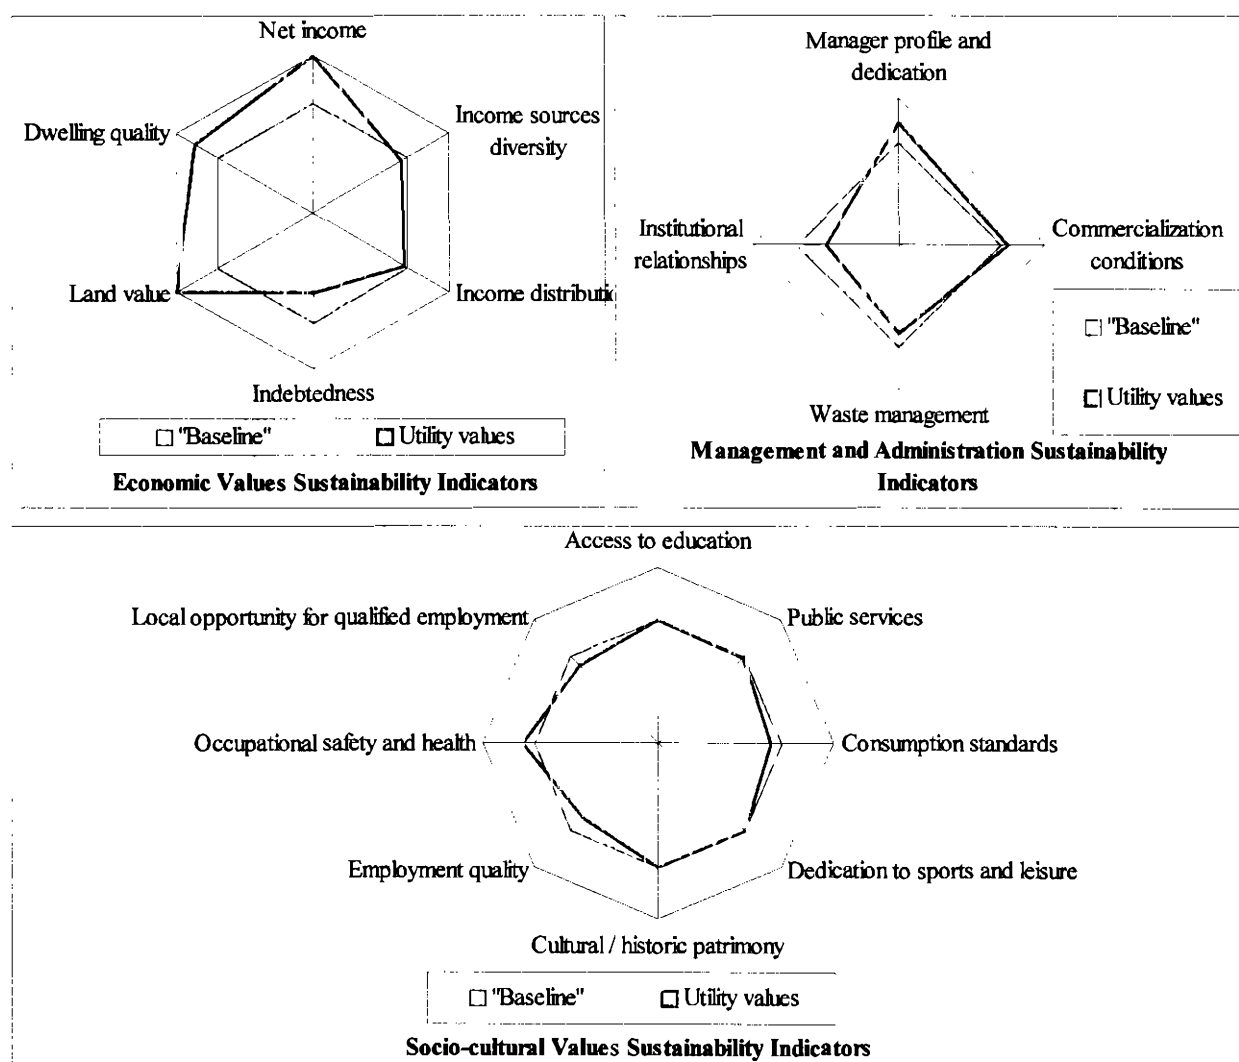 Net income
Dwelling quality
Income sources
diversity
Land value
Income distributi
Indebtedness
"Baseline"
Utility values
Economic Values Sustainability Indicators
Manager profile and
dedication
Institutional
relationships
Commercialization
conditions
Waste management
"Baseline"
Utility values
Management and Administration Sustainability
Indicators
Access to education
Local opportunity for qualified employment
Public services
Occupational safety and health
Consumption standards
Employment quality
Dedication to sports and leisure
Cultural / historic patrimony
"Baseline"
Utility values
Socio-cultural Values Sustainability Indicators